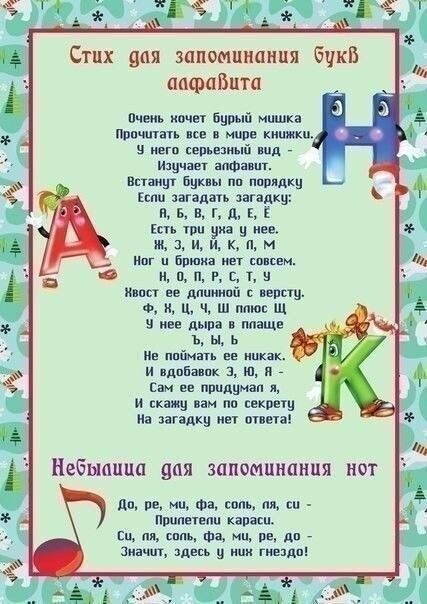 Стих для запоминания букв
алфавита
Очень хочет бурый мишка
Прочитать все в мире книжки.
У него серьезный вид -
Изучает алфавит.
Встанут буквы по порядку
Если загадать загадку:
А, Б, В, Г, Д, Е, Ё
Есть три уха у нее.
Ж, З, И, Й, К, Л, М
Ног и брюха нет совсем.
Н, О, П, Р, С, Т, У
Хвост ее длинной с версту.
Ф, Х, Ц, Ч, Ш плюс Щ
У нее дыра в плаще
Ъ, Ы, Ь
Не поймать ее никак.
И вдобавок Э, Ю, Я -
Сам ее придумал я,
И скажу вам по секрету
На загадку нет ответа!
А
Н
К
Небылица для запоминания нот
До, ре, ми, фа, соль, ля, си -
Прилетели караси.
Си, ля, соль, фа, ми, ре, до -
Значит, здесь у них гнездо!